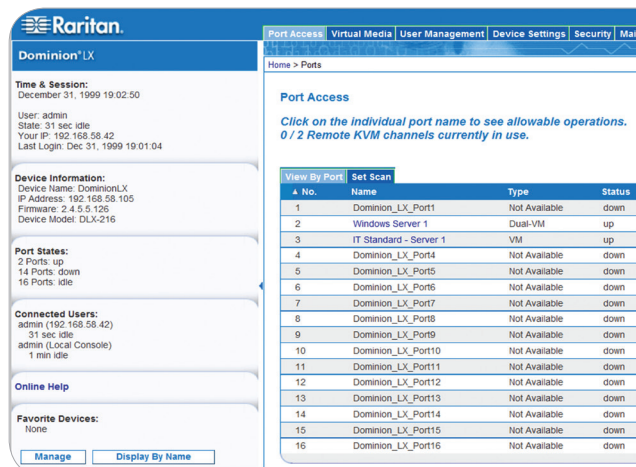 Raritan.
Dominion® LX
Time & Session:
December 31, 1999 19:02:50
User: admin
State: 31 sec idle
Your IP: 192.168.58.42
Last Login: Dec 31, 1999 19:01:04
Device Information:
Device Name: DominionLX
IP Address: 192.168.58.105
Firmware: 2.4.5.5.126
Device Model: DLX-216
Port States:
2 Ports: up
14 Ports: down
16 Ports: idle
Connected Users:
admin (192.168.58.42)
31 sec idle
admin (Local Console)
1 min idle
Online Help
Favorite Devices:
None
Manage Display By Name
Port Access Virtual Media User Management Device Settings Security Mai
Home > Ports
Port Access
Click on the individual port name to see allowable operations.
0 / 2 Remote KVM channels currently in use.
View By Port Set Scan
▲ No. Name Type Status
1 Dominion_LX_Port1 Not Available down
2 Windows Server 1 Dual-VM up
3 IT Standard - Server 1 VM up
4 Dominion_LX_Port4 Not Available down
5 Dominion_LX_Port5 Not Available down
6 Dominion_LX_Port6 Not Available down
7 Dominion_LX_Port7 Not Available down
8 Dominion_LX_Port8 Not Available down
9 Dominion_LX_Port9 Not Available down
10 Dominion_LX_Port10 Not Available down
11 Dominion_LX_Port11 Not Available down
12 Dominion_LX_Port12 Not Available down
13 Dominion_LX_Port13 Not Available down
14 Dominion_LX_Port14 Not Available down
15 Dominion_LX_Port15 Not Available down
16 Dominion_LX_Port16 Not Available down